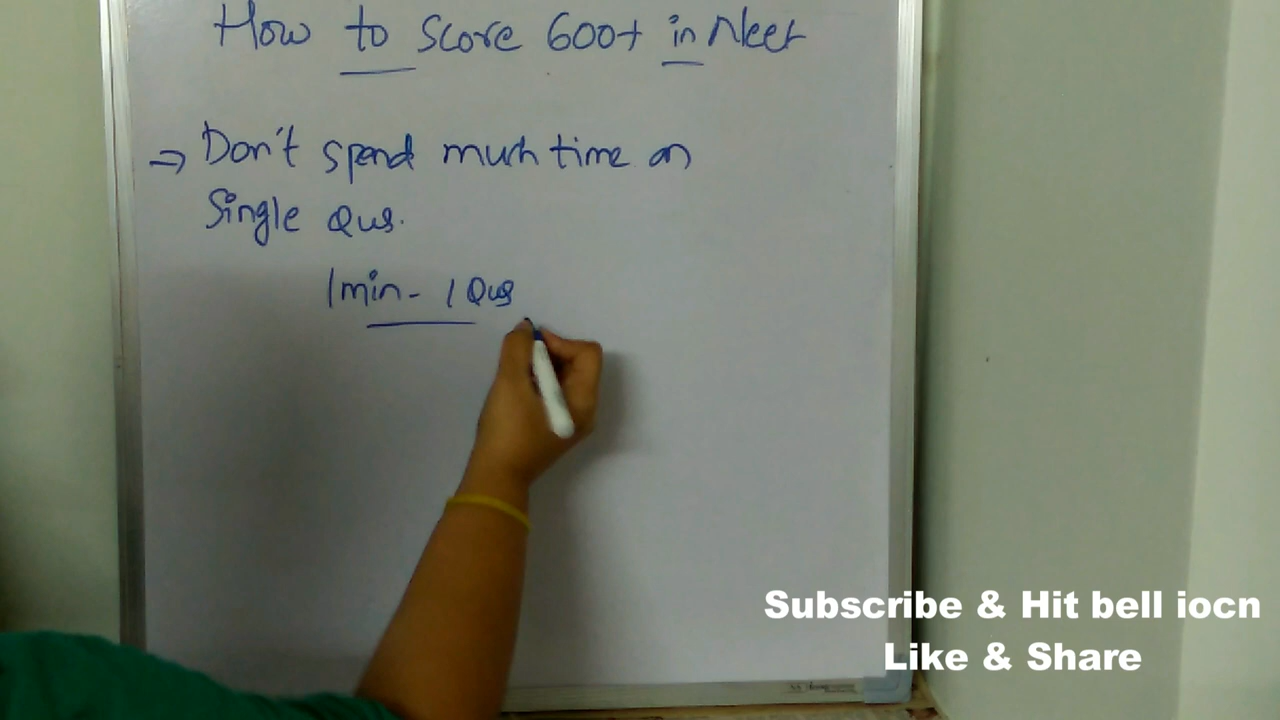 How to score 600+ in Neet
⇒ Don't spend much time on
Single Qus.
1min - 1 Qus
Subscribe & Hit bell iocn
Like & Share